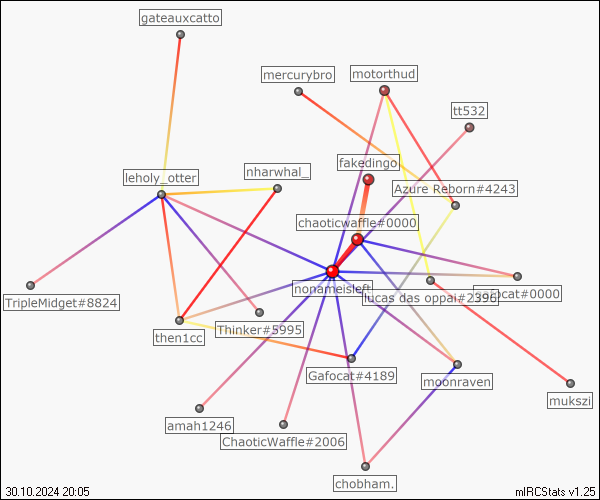 gateauxcatto
mercurybro
motorthud
tt532
fakedingo
nharwhal_
leholy_otter
Azure Reborn#4243
chaoticwaffle#0000
nonameisleft
lucas das oppai#2396
#0000
TripleMidget#8824
Thinker#5995
then1cc
Gafocat#4189
moonraven
mukszi
amah1246
ChaoticWaffle#2006
chobham.
30.10.2024 20:05
mIRCStats v1.25